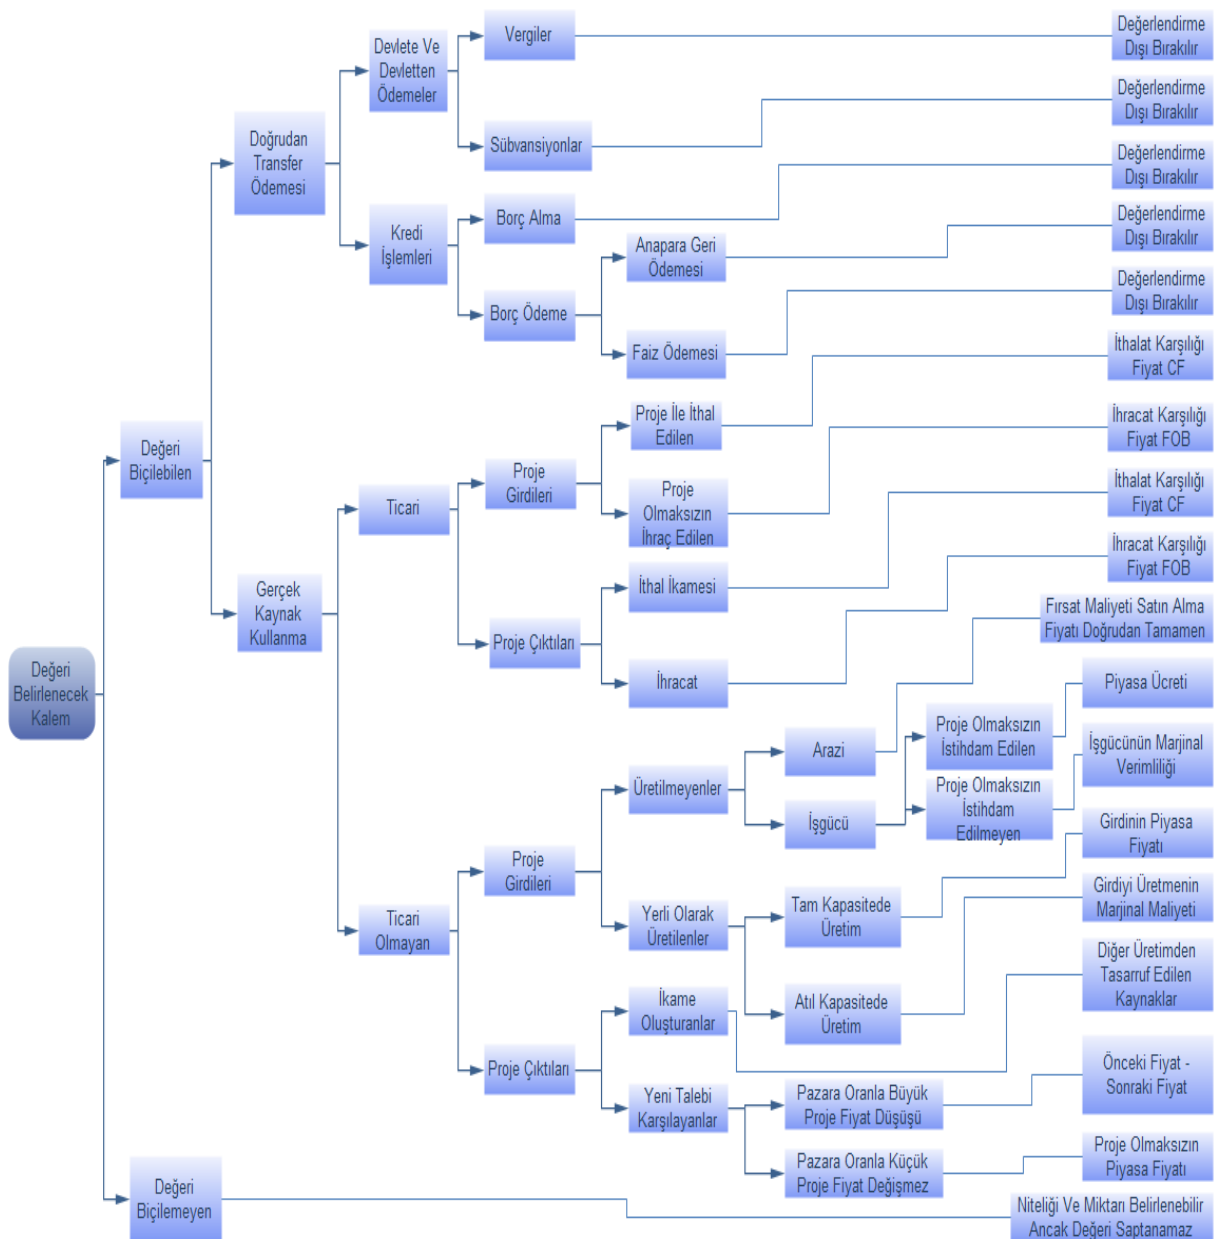 Vergiler
Değerlendirme
Dışı Bırakılır
Devlete Ve
Devletten
Ödemeler
Değerlendirme
Dışı Bırakılır
Sübvansiyonlar
Doğrudan
Transfer
Ödemesi
Değerlendirme
Dışı Bırakılır
Borç Alma
Kredi
İşlemleri
Değerlendirme
Dışı Bırakılır
Anapara Geri
Ödemesi
Borç Ödeme
Değerlendirme
Dışı Bırakılır
Faiz Ödemesi
İthalat Karşılığı
Fiyat CF
Proje İle İthal
Edilen
İhracat Karşılığı
Fiyat FOB
Değeri
Biçilebilen
Proje
Girdileri
Ticari
Proje
Olmaksızın
İhraç Edilen
İthalat Karşılığı
Fiyat CF
İthal İkamesi
İhracat Karşılığı
Fiyat FOB
Gerçek
Kaynak
Kullanma
Proje Çıktıları
Fırsat Maliyeti Satın Alma
Fiyatı Doğrudan Tamamen
İhracat
Değeri
Belirlenecek
Kalem
Piyasa Ücreti
Arazi
Proje Olmaksızın
İstihdam Edilen
İşgücünün Marjinal
Verimliliği
Üretilmeyenler
İşgücü
Proje Olmaksızın
İstihdam
Edilmeyen
Girdinin Piyasa
Fiyatı
Proje
Girdileri
Girdiyi Üretmenin
Marjinal Maliyeti
Ticari
Olmayan
Yerli Olarak
Üretilenler
Tam Kapasitede
Üretim
Diğer Üretimden
Tasarruf Edilen
Kaynaklar
İkame
Oluşturanlar
Atıl Kapasitede
Üretim
Proje Çıktıları
Önceki Fiyat -
Sonraki Fiyat
Yeni Talebi
Karşılayanlar
Pazara Oranla Büyük
Proje Fiyat Düşüşü
Pazara Oranla Küçük
Proje Fiyat Değişmez
Proje Olmaksızın
Piyasa Fiyatı
Değeri
Biçilemeyen
Niteliği Ve Miktarı Belirlenebilir
Ancak Değeri Saptanamaz